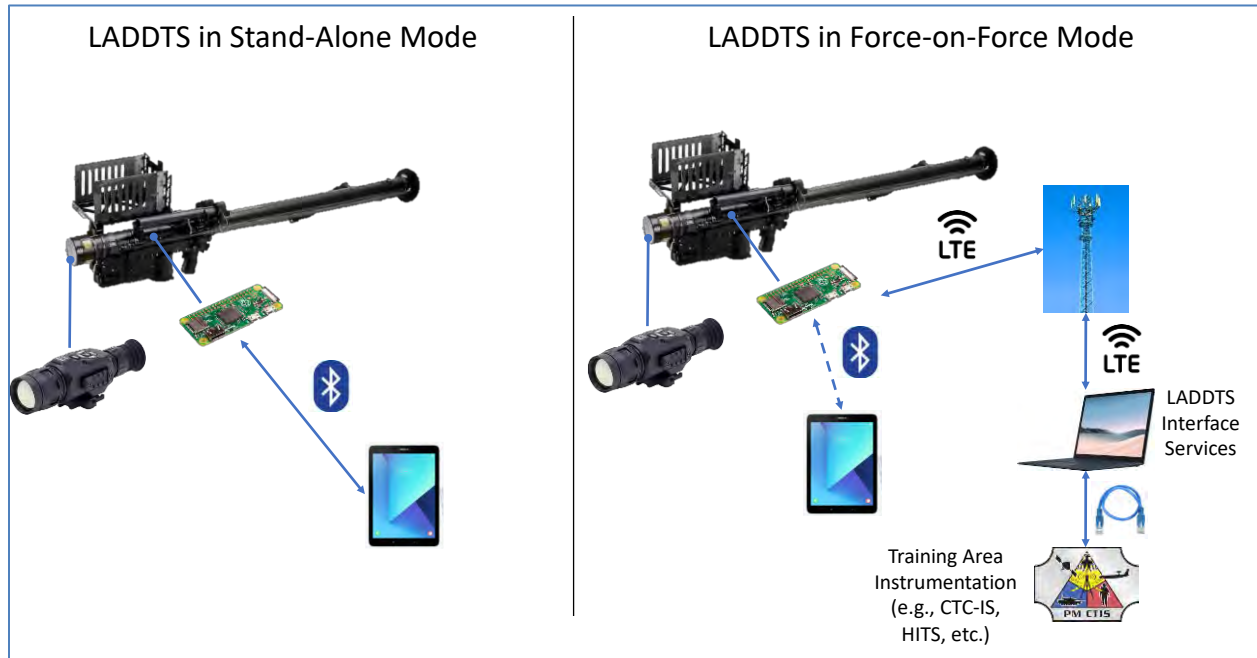 LADDTS in Stand-Alone Mode
LADDTS in Force-on-Force Mode
LTE
LTE
LADDTS
Interface
Services
Training Area
Instrumentation
(e.g., CTC-IS,
HITS, etc.)
PM CTIS